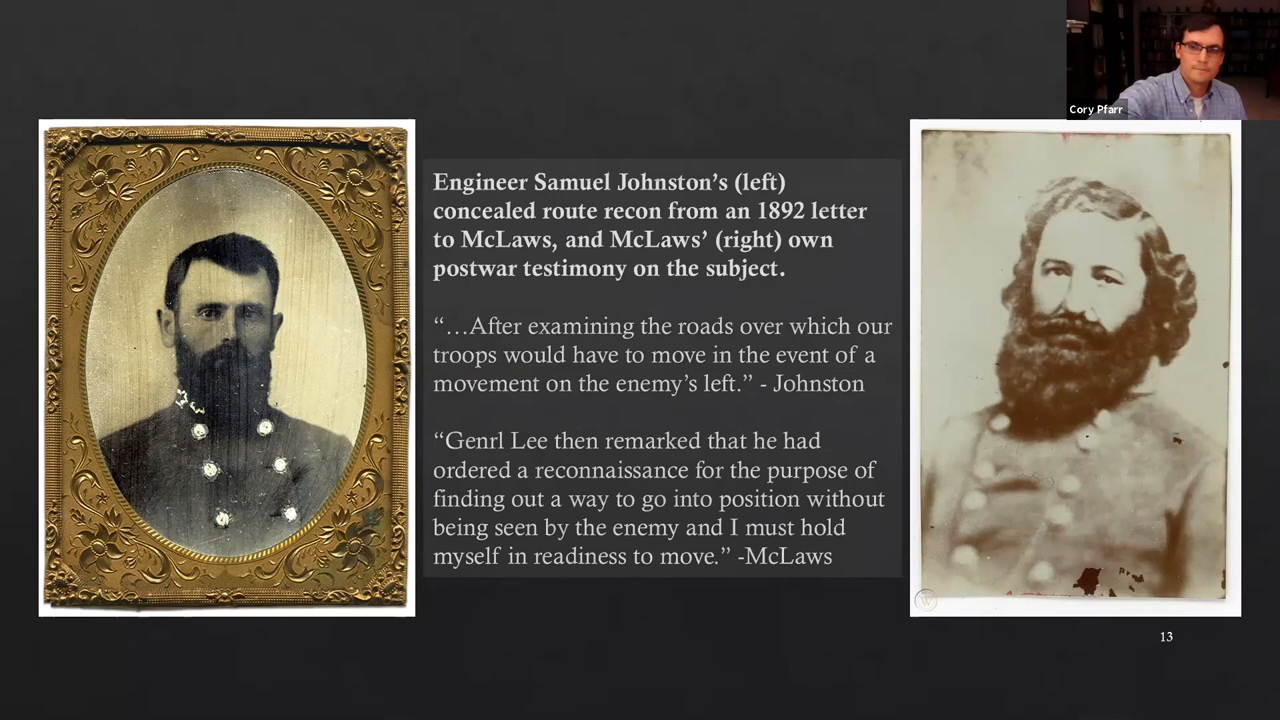 Cory Pfarr
Engineer Samuel Johnston’s (left)
concealed route recon from an 1892 letter
to McLaws, and McLaws’ (right) own
postwar testimony on the subject.
“…After examining the roads over which our
troops would have to move in the event of a
movement on the enemy’s left.” - Johnston
“Genrl Lee then remarked that he had
ordered a reconnaissance for the purpose of
finding out a way to go into position without
being seen by the enemy and I must hold
myself in readiness to move.” -McLaws
W
13